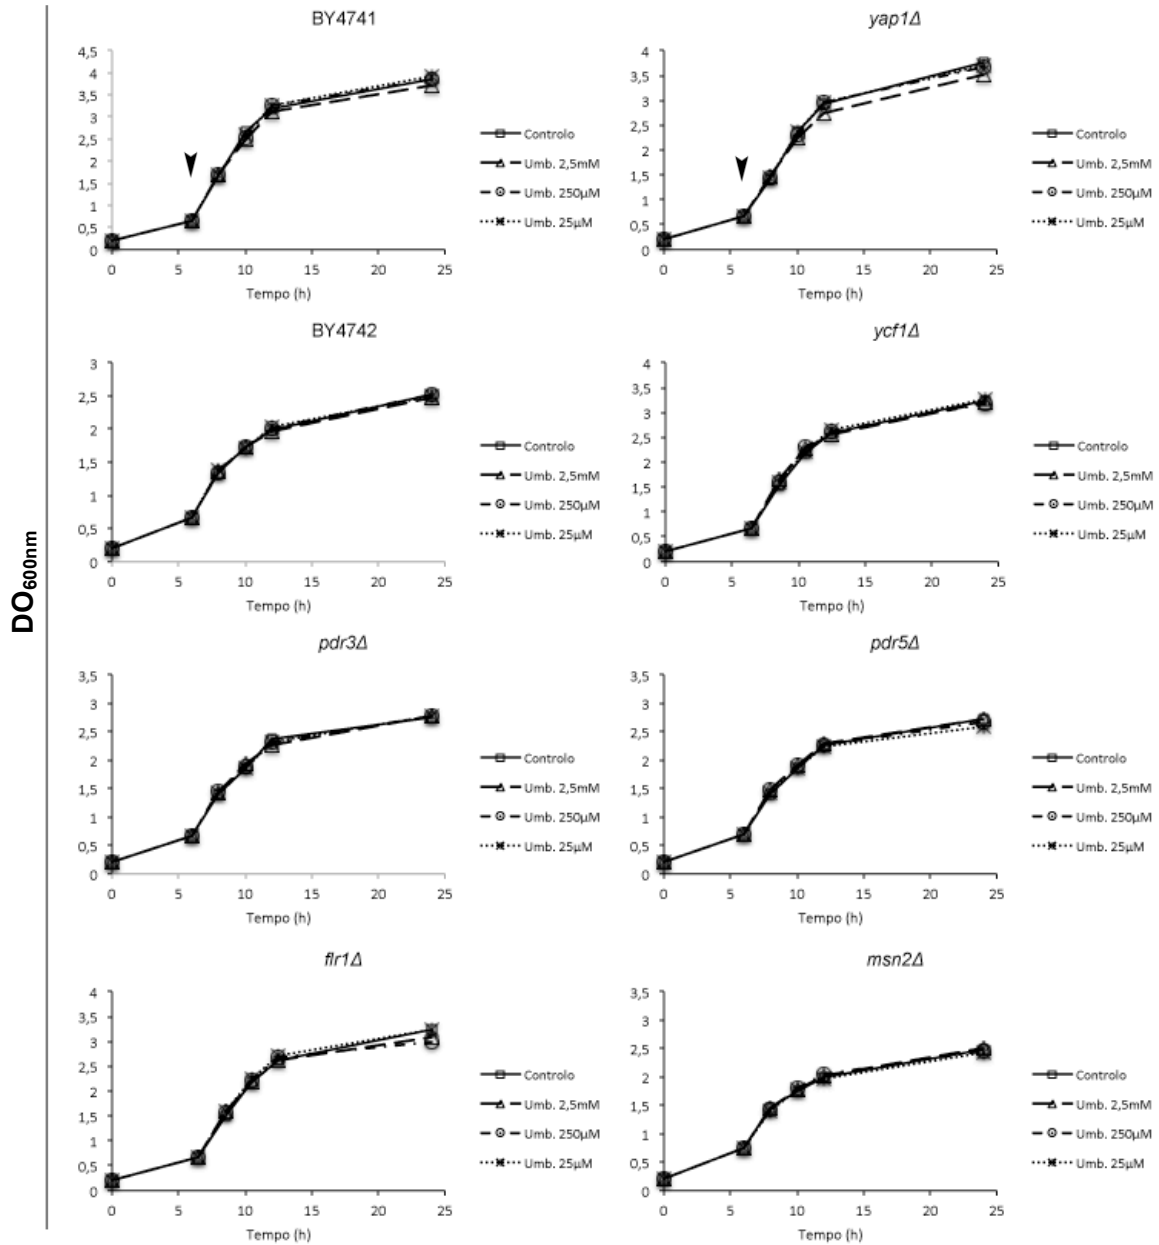 DO600nm
BY4741
4,5
4
3,5
3
2,5
2
1,5
1
0,5
0
0 5 10 15 20 25
Tempo (h)
Controlo
Umb. 2,5mM
Umb. 250µM
Umb. 25µM
yap1Δ
4
3,5
3
2,5
2
1,5
1
0,5
0
0 5 10 15 20 25
Tempo (h)
Controlo
Umb. 2,5mM
Umb. 250µM
Umb. 25µM
BY4742
3
2,5
2
1,5
1
0,5
0
0 5 10 15 20 25
Tempo (h)
Controlo
Umb. 2,5mM
Umb. 250µM
Umb. 25µM
ycf1Δ
4
3,5
3
2,5
2
1,5
1
0,5
0
0 5 10 15 20 25
Tempo (h)
Controlo
Umb. 2,5mM
Umb. 250µM
Umb. 25µM
pdr3Δ
3,5
3
2,5
2
1,5
1
0,5
0
0 5 10 15 20 25
Tempo (h)
Controlo
Umb. 2,5mM
Umb. 250µM
Umb. 25µM
pdr5Δ
3,5
3
2,5
2
1,5
1
0,5
0
0 5 10 15 20 25
Tempo (h)
Controlo
Umb. 2,5mM
Umb. 250µM
Umb. 25µM
flr1Δ
4
3,5
3
2,5
2
1,5
1
0,5
0
0 5 10 15 20 25
Tempo (h)
Controlo
Umb. 2,5mM
Umb. 250µM
Umb. 25µM
msn2Δ
3,5
3
2,5
2
1,5
1
0,5
0
0 5 10 15 20 25
Tempo (h)
Controlo
Umb. 2,5mM
Umb. 250µM
Umb. 25µM